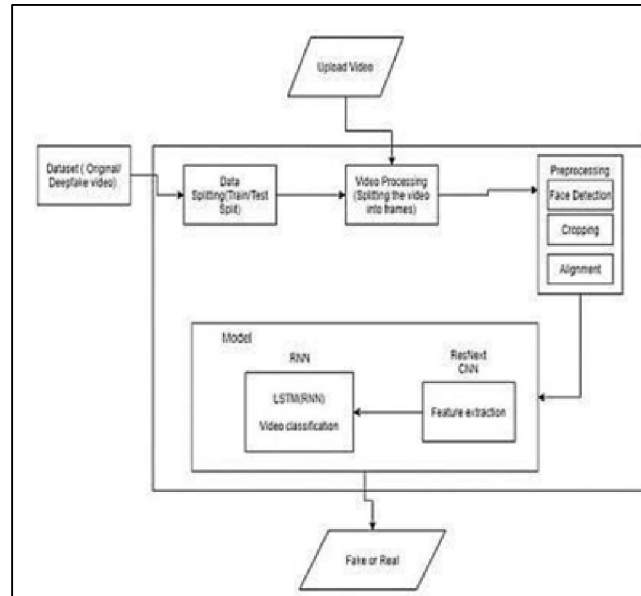 Upload Video
Dataset ( Original/
Deepfake video)
Data
Splitting(Train/Test
Split)
Video Processing
(Splitting the video
into frames)
Preprocessing
Face Detection
Cropping
Alignment
Model
RNN
LSTM(RNN)
Video classification
ResNext
CNN
Feature extraction
Fake or Real